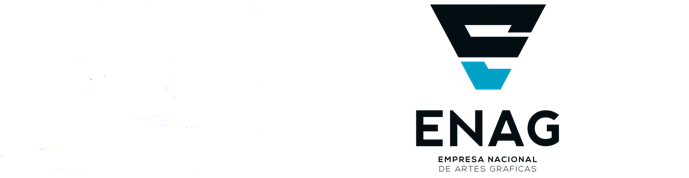 ENAG
EMPRESA NACIONAL
DE ARTES GRAFICAS